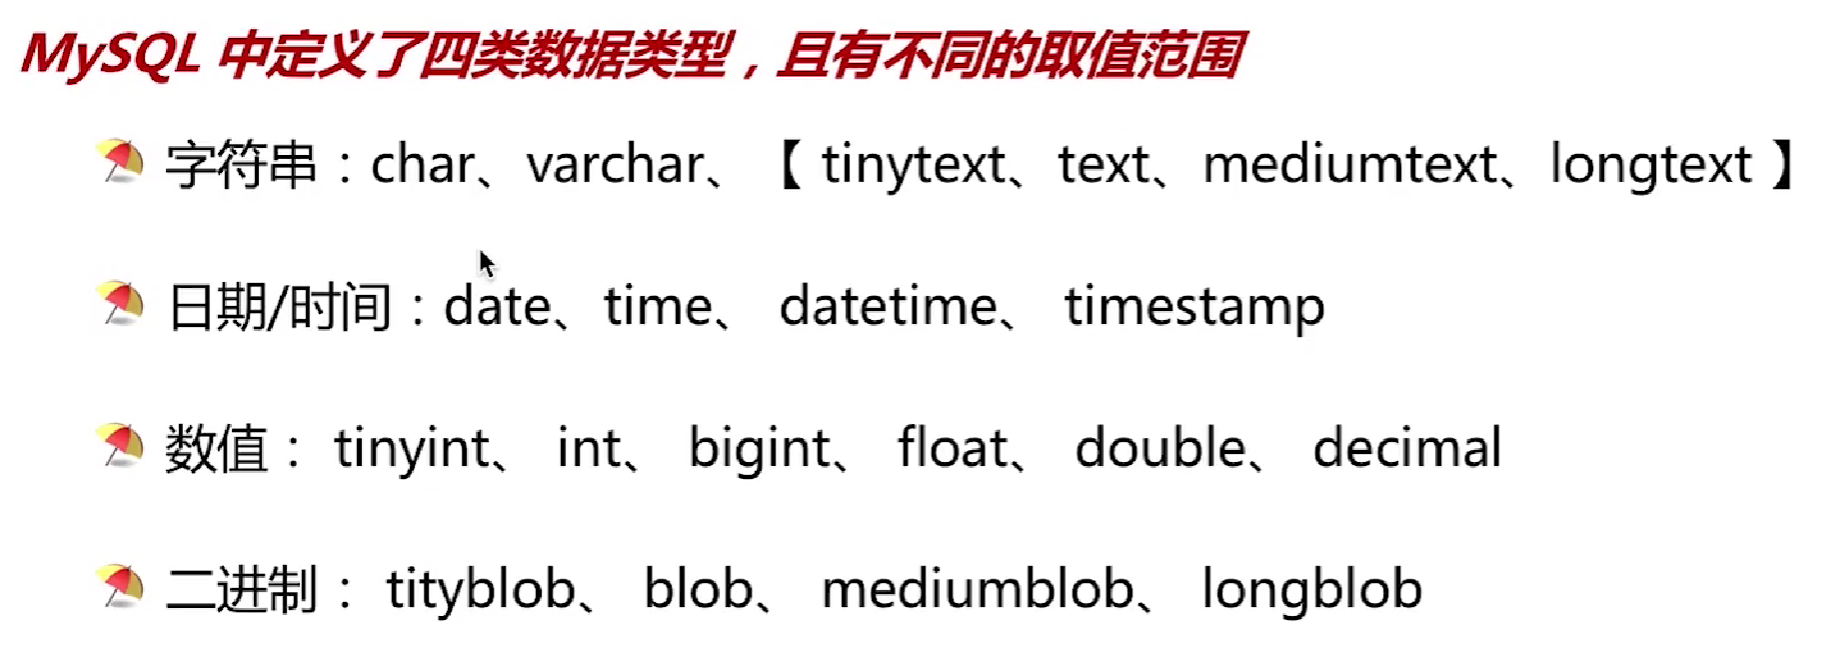 MySQL 中定义了四类数据类型，且有不同的取值范围
字符串：char、varchar、【 tinytext、text、mediumtext、longtext 】
日期/时间：date、time、 datetime、 timestamp
数值： tinyint、 int、 bigint、 float、 double、 decimal
二进制： tityblob、 blob、 mediumblob、 longblob